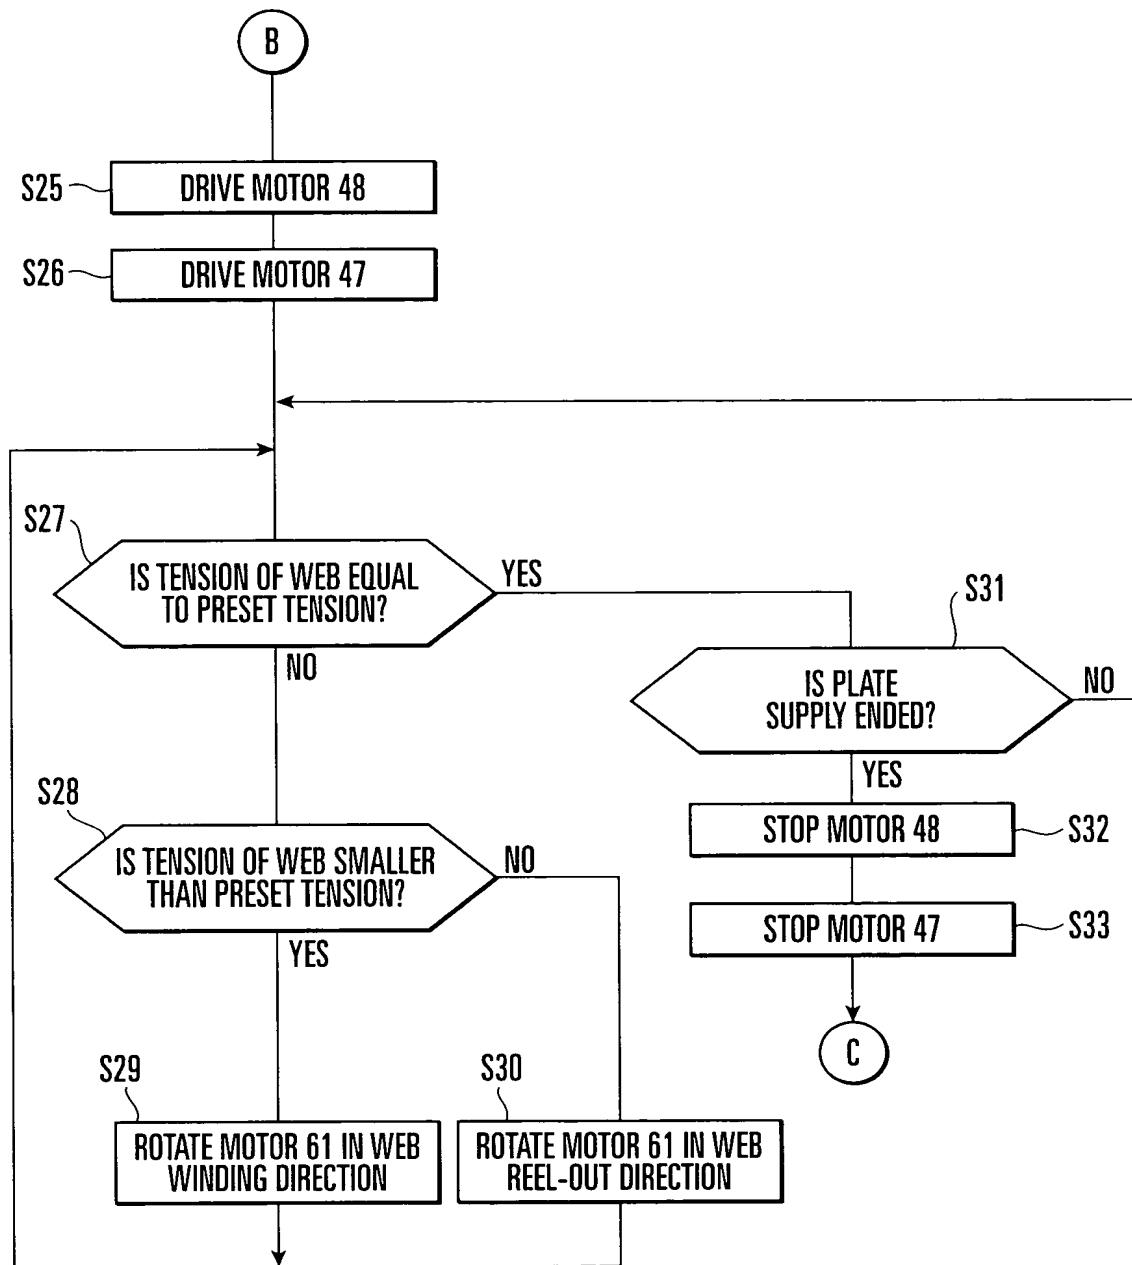 B
S25
DRIVE MOTOR 48
S26
DRIVE MOTOR 47
S27
IS TENSION OF WEB EQUAL
TO PRESET TENSION?
YES
NO
S31
IS PLATE
SUPPLY ENDED?
NO
YES
S28
IS TENSION OF WEB SMALLER
THAN PRESET TENSION?
NO
YES
STOP MOTOR 48
S32
STOP MOTOR 47
S33
C
S29
ROTATE MOTOR 61 IN WEB
WINDING DIRECTION
S30
ROTATE MOTOR 61 IN WEB
REEL-OUT DIRECTION